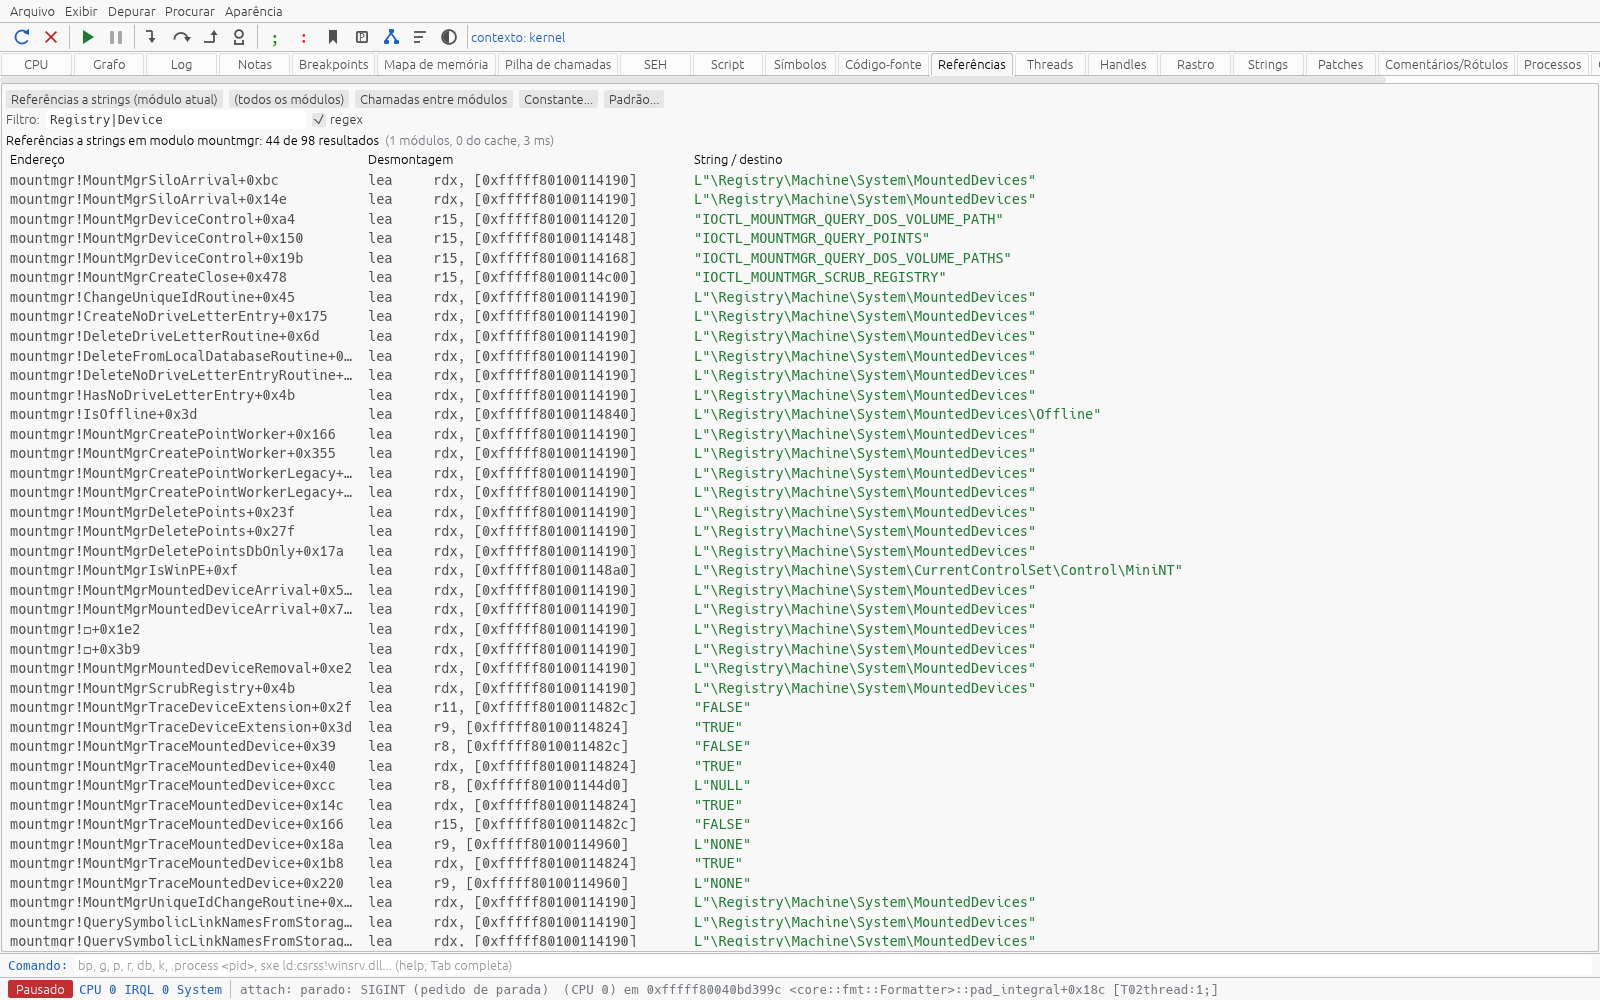 Arquivo Exibir Depurar Procurar Aparência
contexto: kernel
CPU Grafo Log Notas Breakpoints Mapa de memória Pilha de chamadas SEH Script Símbolos Código-fonte Referências Threads Handles Rastro Strings Patches Comentários/Rótulos Processos
Referências a strings (módulo atual) (todos os módulos) Chamadas entre módulos Constante... Padrão...
Filtro: Registry|Device regex
Referências a strings em modulo mountmgr: 44 de 98 resultados (1 módulos, 0 do cache, 3 ms)
Endereço Desmontagem String / destino
mountmgr!MountMgrSiloArrival+0xbc lea rdx, [0xfffff80100114190] L"\Registry\Machine\System\MountedDevices"
mountmgr!MountMgrSiloArrival+0x14e lea rdx, [0xfffff80100114190] L"\Registry\Machine\System\MountedDevices"
mountmgr!MountMgrDeviceControl+0xa4 lea r15, [0xfffff80100114120] "IOCTL_MOUNTMGR_QUERY_DOS_VOLUME_PATH"
mountmgr!MountMgrDeviceControl+0x150 lea r15, [0xfffff80100114148] "IOCTL_MOUNTMGR_QUERY_POINTS"
mountmgr!MountMgrDeviceControl+0x19b lea r15, [0xfffff80100114168] "IOCTL_MOUNTMGR_QUERY_DOS_VOLUME_PATHS"
mountmgr!MountMgrCreateClose+0x478 lea r15, [0xfffff80100114c00] "IOCTL_MOUNTMGR_SCRUB_REGISTRY"
mountmgr!ChangeUniqueIdRoutine+0x45 lea rdx, [0xfffff80100114190] L"\Registry\Machine\System\MountedDevices"
mountmgr!CreateNoDriveLetterEntry+0x175 lea rdx, [0xfffff80100114190] L"\Registry\Machine\System\MountedDevices"
mountmgr!DeleteDriveLetterRoutine+0x6d lea rdx, [0xfffff80100114190] L"\Registry\Machine\System\MountedDevices"
mountmgr!DeleteFromLocalDatabaseRoutine+0… lea rdx, [0xfffff80100114190] L"\Registry\Machine\System\MountedDevices"
mountmgr!DeleteNoDriveLetterEntryRoutine+… lea rdx, [0xfffff80100114190] L"\Registry\Machine\System\MountedDevices"
mountmgr!HasNoDriveLetterEntry+0x4b lea rdx, [0xfffff80100114190] L"\Registry\Machine\System\MountedDevices"
mountmgr!IsOffline+0x3d lea rdx, [0xfffff80100114840] L"\Registry\Machine\System\MountedDevices\Offline"
mountmgr!MountMgrCreatePointWorker+0x166 lea rdx, [0xfffff80100114190] L"\Registry\Machine\System\MountedDevices"
mountmgr!MountMgrCreatePointWorker+0x355 lea rdx, [0xfffff80100114190] L"\Registry\Machine\System\MountedDevices"
mountmgr!MountMgrCreatePointWorkerLegacy+… lea rdx, [0xfffff80100114190] L"\Registry\Machine\System\MountedDevices"
mountmgr!MountMgrCreatePointWorkerLegacy+… lea rdx, [0xfffff80100114190] L"\Registry\Machine\System\MountedDevices"
mountmgr!MountMgrDeletePoints+0x23f lea rdx, [0xfffff80100114190] L"\Registry\Machine\System\MountedDevices"
mountmgr!MountMgrDeletePoints+0x27f lea rdx, [0xfffff80100114190] L"\Registry\Machine\System\MountedDevices"
mountmgr!MountMgrDeletePointsDbOnly+0x17a lea rdx, [0xfffff80100114190] L"\Registry\Machine\System\MountedDevices"
mountmgr!MountMgrIsWinPE+0xf lea rdx, [0xfffff801001148a0] L"\Registry\Machine\System\CurrentControlSet\Control\MiniNT"
mountmgr!MountMgrMountedDeviceArrival+0x5… lea rdx, [0xfffff80100114190] L"\Registry\Machine\System\MountedDevices"
mountmgr!MountMgrMountedDeviceArrival+0x7… lea rdx, [0xfffff80100114190] L"\Registry\Machine\System\MountedDevices"
mountmgr!□+0x1e2 lea rdx, [0xfffff80100114190] L"\Registry\Machine\System\MountedDevices"
mountmgr!□+0x3b9 lea rdx, [0xfffff80100114190] L"\Registry\Machine\System\MountedDevices"
mountmgr!MountMgrMountedDeviceRemoval+0xe2 lea rdx, [0xfffff80100114190] L"\Registry\Machine\System\MountedDevices"
mountmgr!MountMgrScrubRegistry+0x4b lea rdx, [0xfffff80100114190] L"\Registry\Machine\System\MountedDevices"
mountmgr!MountMgrTraceDeviceExtension+0x2f lea r11, [0xfffff8010011482c] "FALSE"
mountmgr!MountMgrTraceDeviceExtension+0x3d lea r9, [0xfffff80100114824] "TRUE"
mountmgr!MountMgrTraceMountedDevice+0x39 lea r8, [0xfffff8010011482c] "FALSE"
mountmgr!MountMgrTraceMountedDevice+0x40 lea rdx, [0xfffff80100114824] "TRUE"
mountmgr!MountMgrTraceMountedDevice+0xcc lea r8, [0xfffff801001144d0] L"NULL"
mountmgr!MountMgrTraceMountedDevice+0x14c lea rdx, [0xfffff80100114824] "TRUE"
mountmgr!MountMgrTraceMountedDevice+0x166 lea r15, [0xfffff8010011482c] "FALSE"
mountmgr!MountMgrTraceMountedDevice+0x18a lea r9, [0xfffff80100114960] L"NONE"
mountmgr!MountMgrTraceMountedDevice+0x1b8 lea rdx, [0xfffff80100114824] "TRUE"
mountmgr!MountMgrTraceMountedDevice+0x220 lea r9, [0xfffff80100114960] L"NONE"
mountmgr!MountMgrUniqueIdChangeRoutine+0x… lea rdx, [0xfffff80100114190] L"\Registry\Machine\System\MountedDevices"
mountmgr!QuerySymbolicLinkNamesFromStorag… lea rdx, [0xfffff80100114190] L"\Registry\Machine\System\MountedDevices"
mountmgr!QuerySymbolicLinkNamesFromStorag… lea rdx, [0xfffff80100114190] L"\Registry\Machine\System\MountedDevices"
Comando: bp, g, p, r, db, k, .process <pid>, sxe ld:csrss!winsrv.dll... (help; Tab completa)
Pausado CPU 0 IRQL 0 System attach: parado: SIGINT (pedido de parada) (CPU 0) em 0xfffff80040bd399c <core::fmt::Formatter>::pad_integral+0x18c [T02thread:1;]